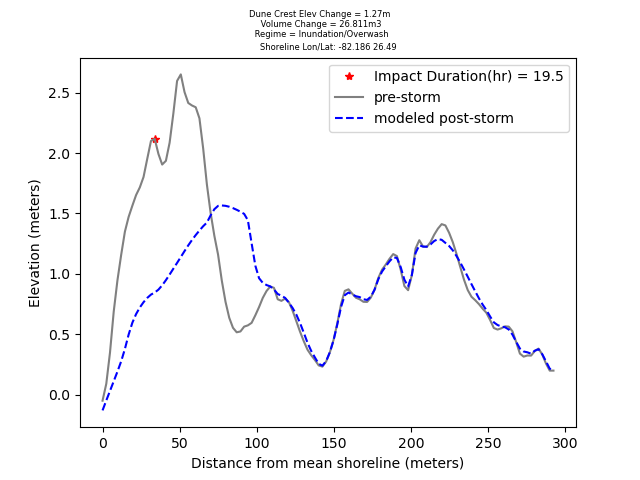 Dune Crest Elev Change = 1.27m
Volume Change = 26.811m3
Regime = Inundation/Overwash
Shoreline Lon/Lat: -82.186 26.49
Impact Duration(hr) = 19.5
pre-storm
modeled post-storm
Elevation (meters)
2.5
2.0
1.5
1.0
0.5
0.0
0 50 100 150 200 250 300
Distance from mean shoreline (meters)